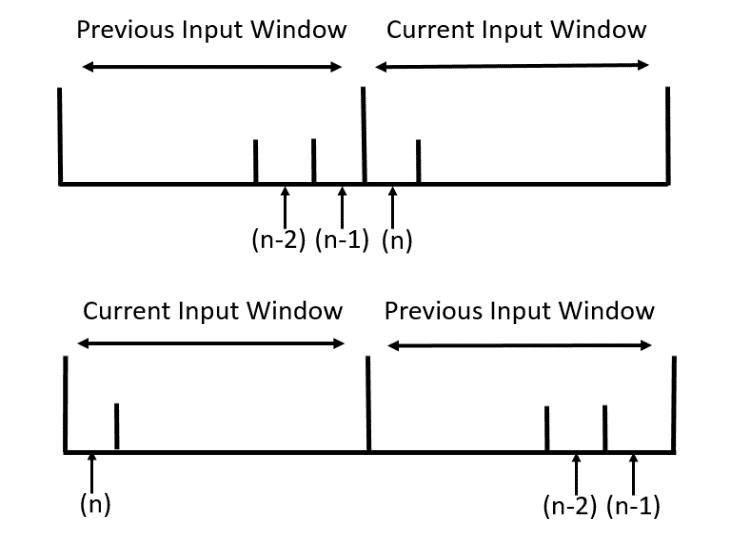 Previous Input Window Current Input Window
(n-2) (n-1) (n)
Current Input Window Previous Input Window
(n) (n-2) (n-1)